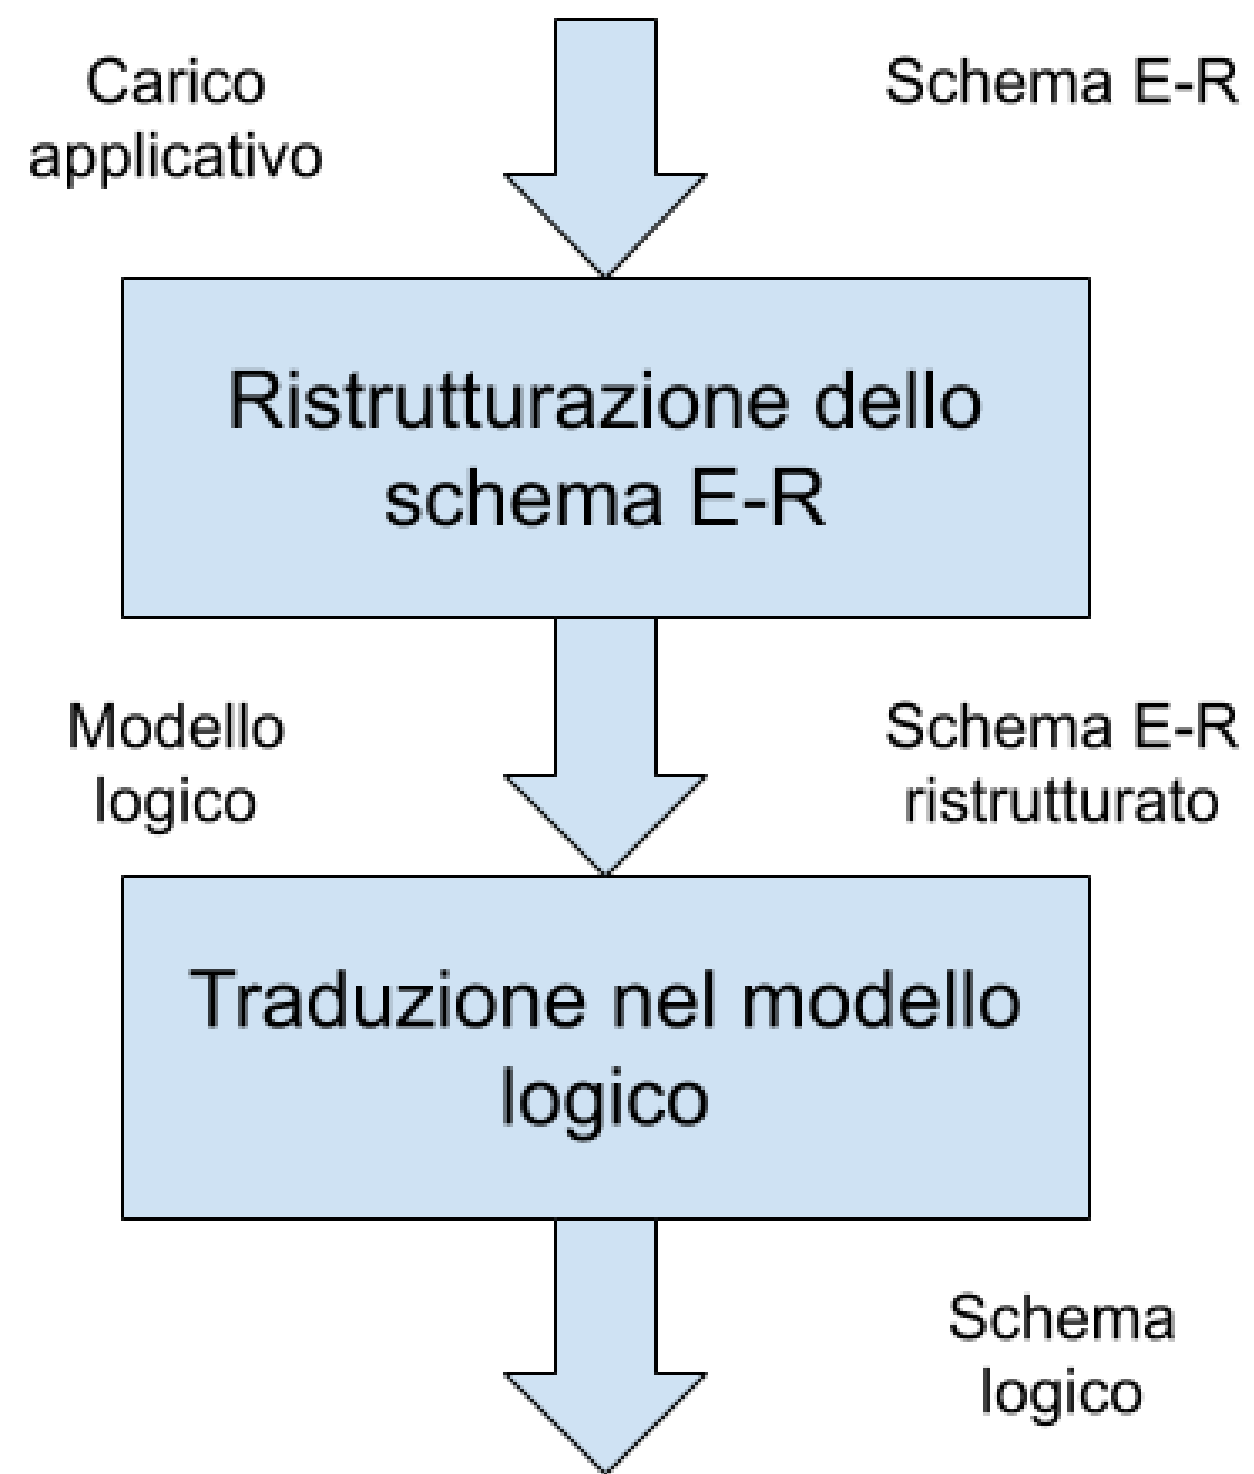 Carico
applicativo
Schema E-R
Ristrutturazione dello
schema E-R
Modello
logico
Schema E-R
ristrutturato
Traduzione nel modello
logico
Schema
logico